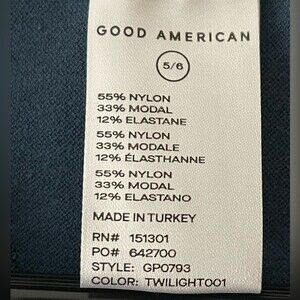 GOOD AMERICAN
5/6
55% NYLON
33% MODAL
12% ELASTANE
55% NYLON
33% MODALE
12% ÉLASTHANNE
55% NYLON
33% MODAL
12% ELASTANO
MADE IN TURKEY
RN# 151301
PO# 642700
STYLE: GP0793
COLOR: TWILIGHT001